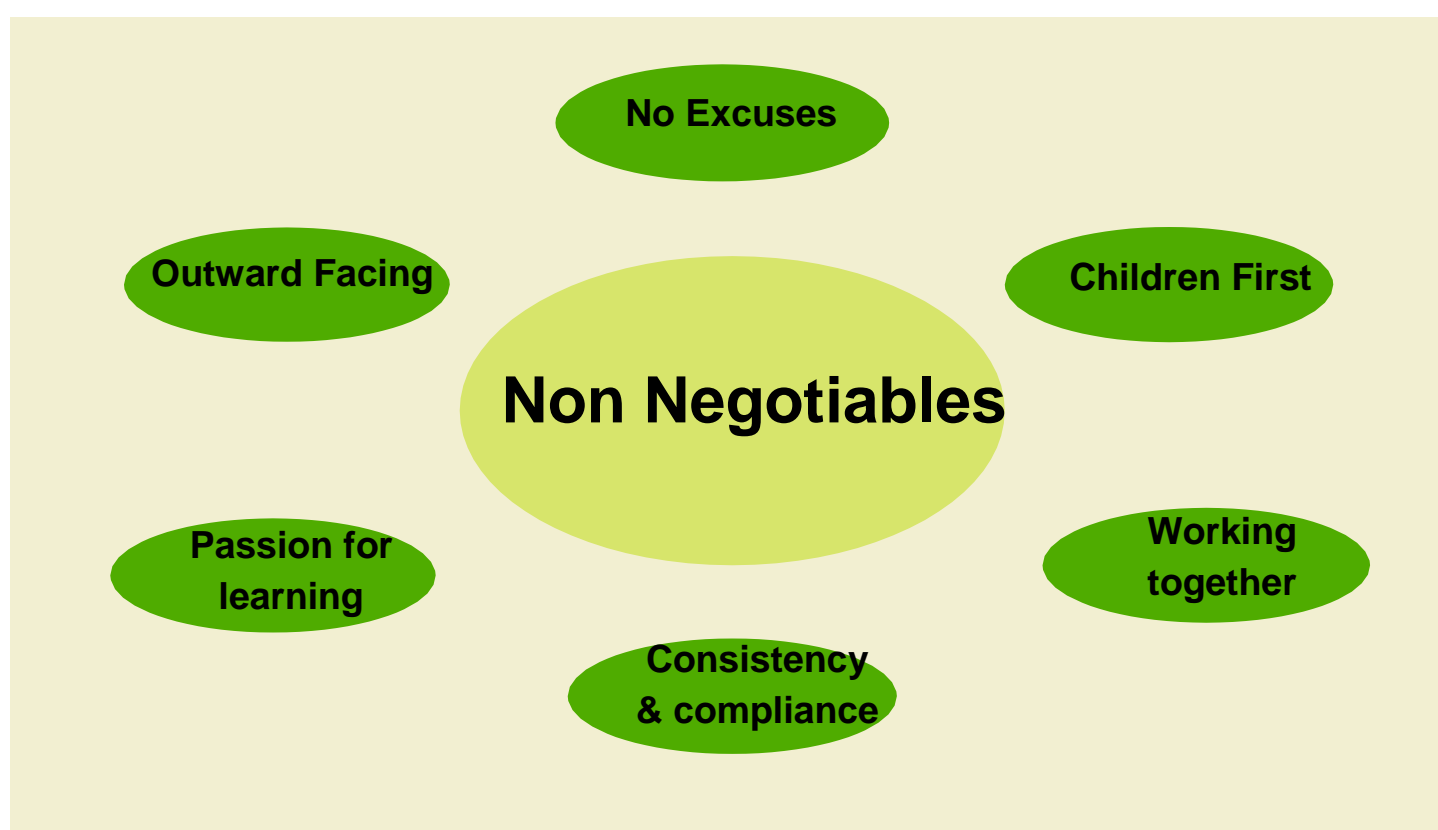 No Excuses
Outward Facing
Children First
Non Negotiables
Passion for
learning
Working
together
Consistency
& compliance